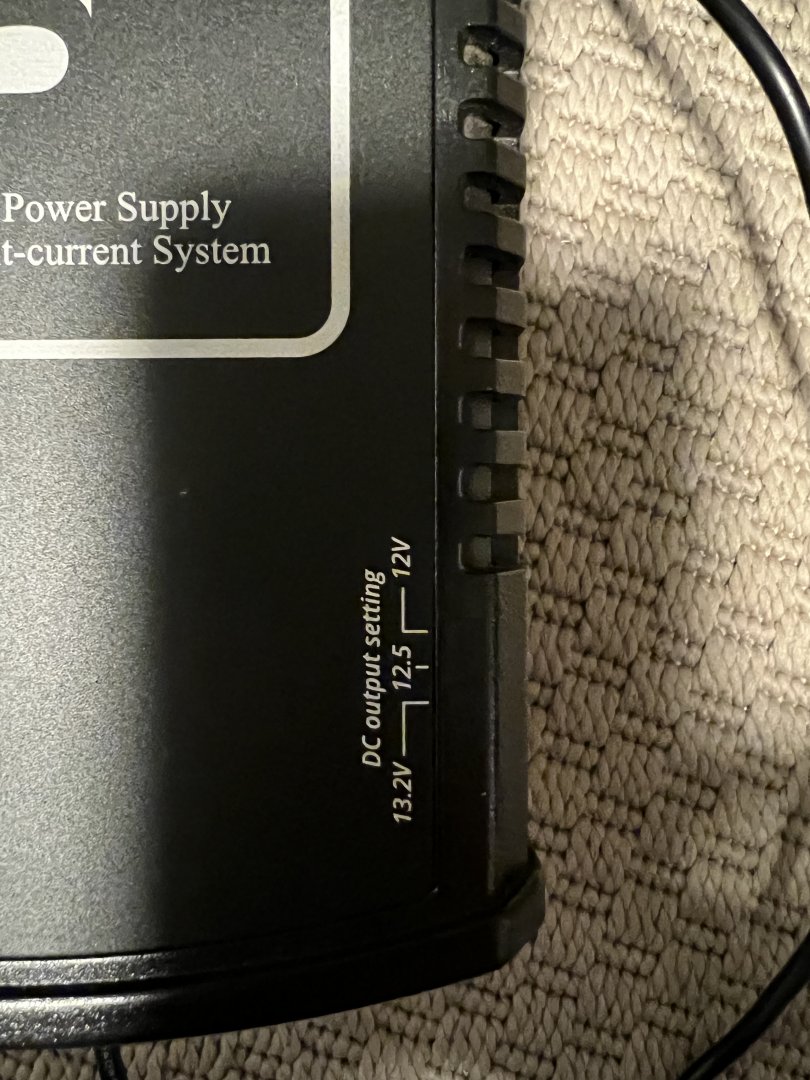 Power Supply
t-current System
DC output setting
13.2V 12.5 12V